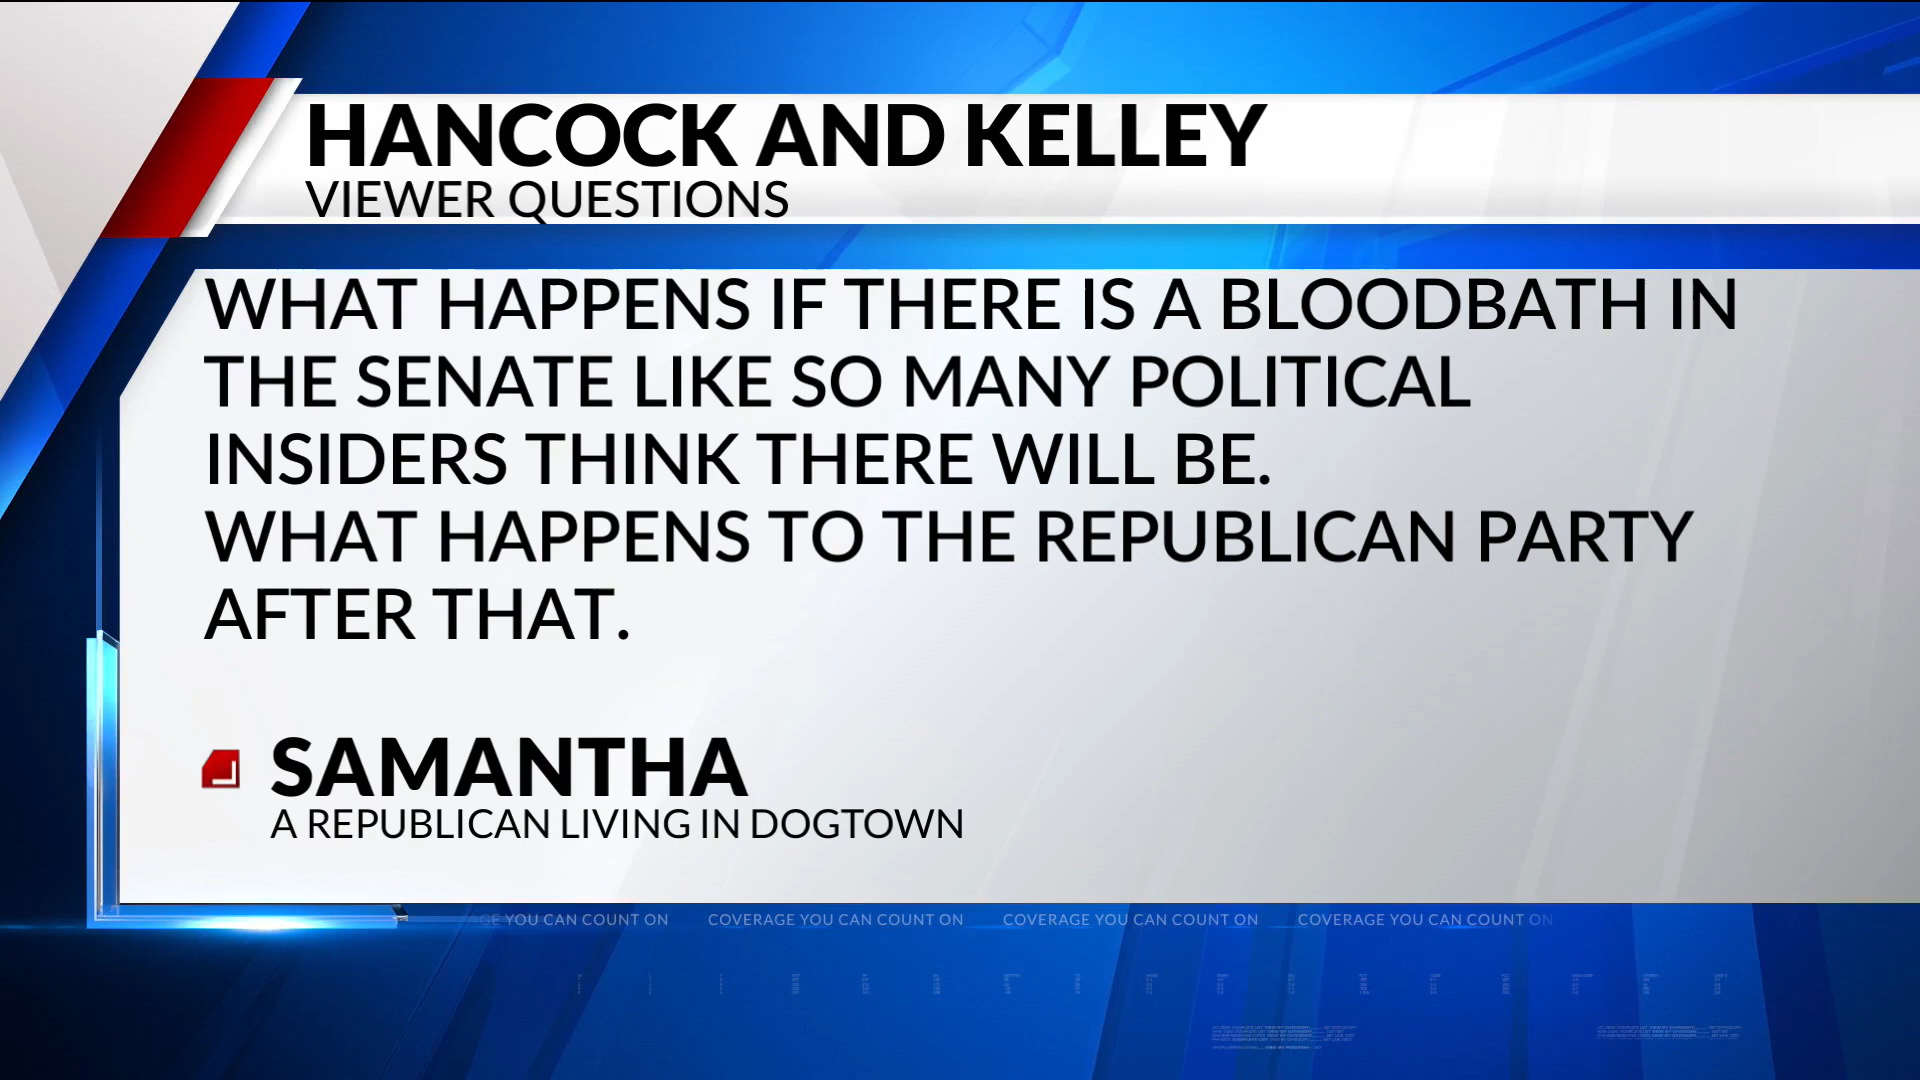 HANCOCK AND KELLEY
VIEWER QUESTIONS
WHAT HAPPENS IF THERE IS A BLOODBATH IN
THE SENATE LIKE SO MANY POLITICAL
INSIDERS THINK THERE WILL BE.
WHAT HAPPENS TO THE REPUBLICAN PARTY
AFTER THAT.
SAMANTHA
A REPUBLICAN LIVING IN DOGTOWN
GE YOU CAN COUNT ON COVERAGE YOU CAN COUNT ON COVERAGE YOU CAN COUNT ON COVERAGE YOU CAN COUNT ON